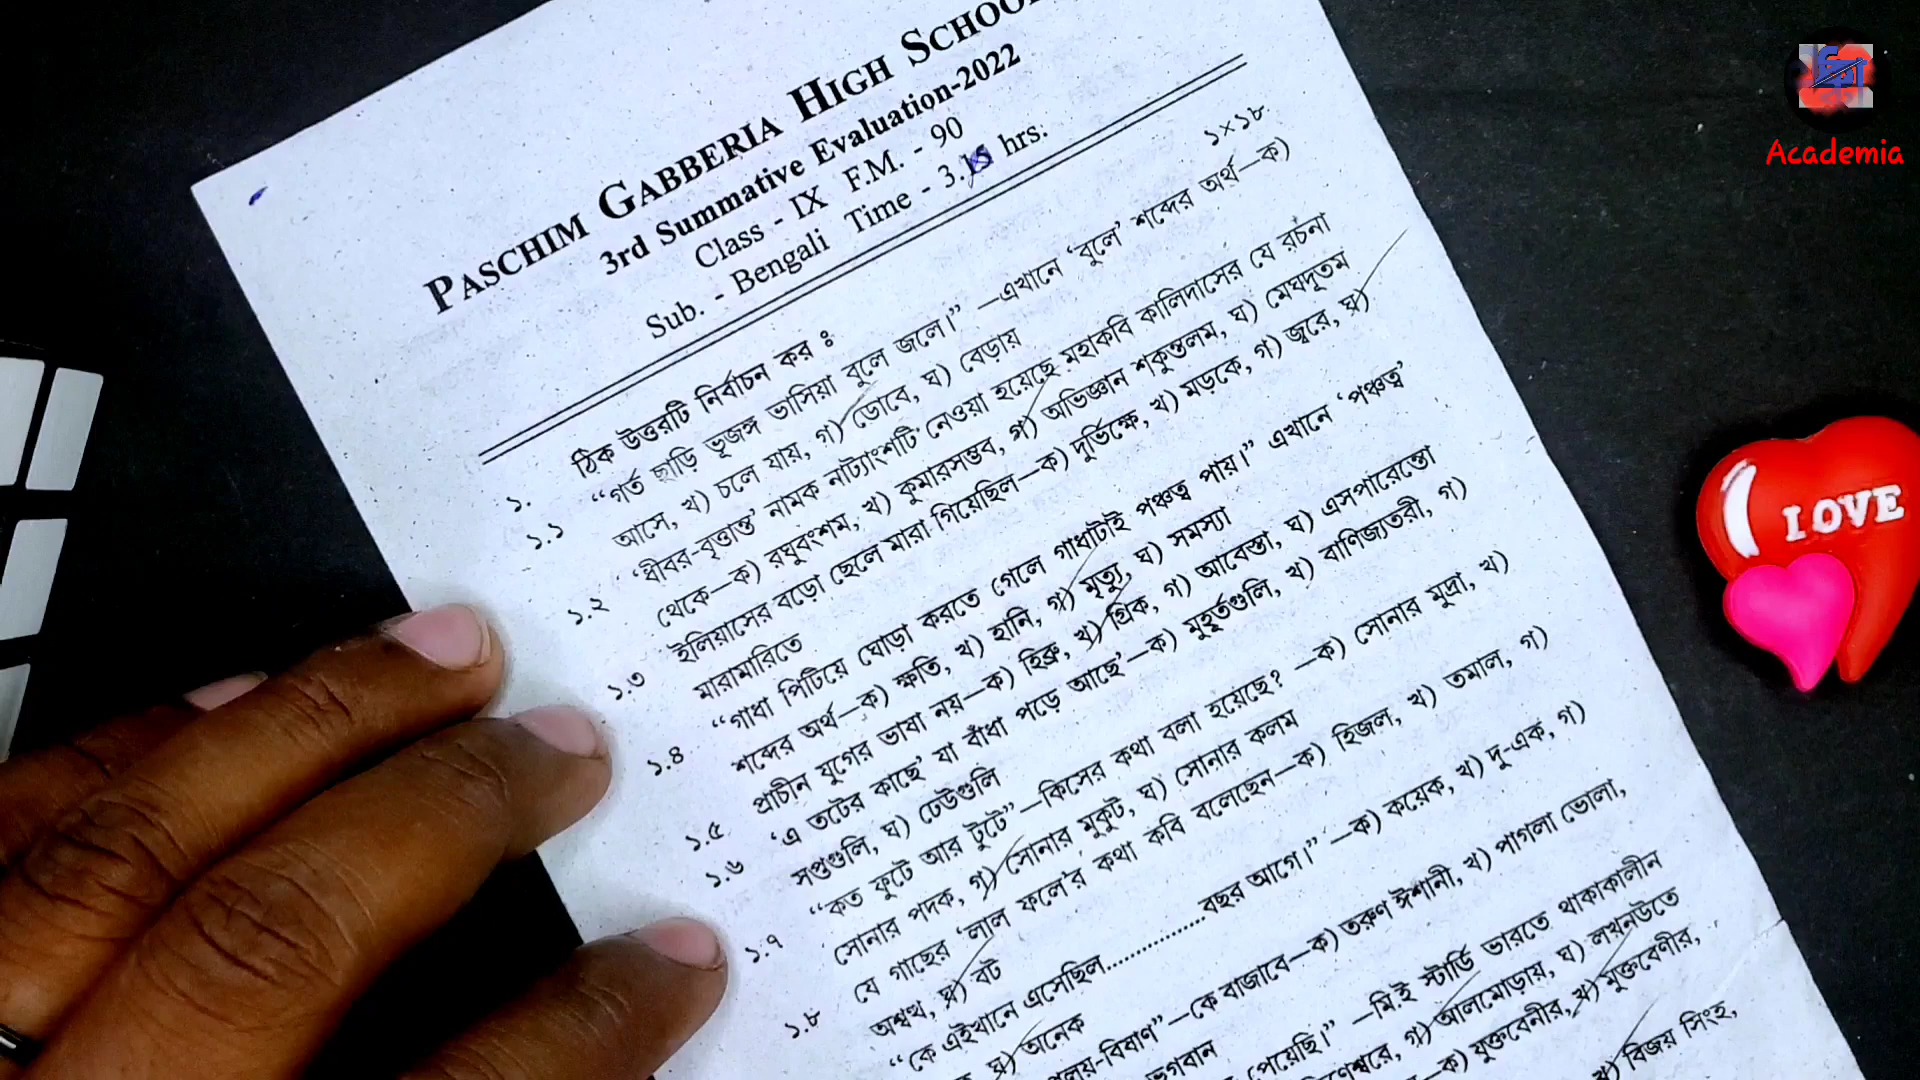 PASCHIM GABBERIA HIGH SCHOOL
3rd Summative Evaluation-2022
Class - IX F.M. - 90
Sub. - Bengali Time - 3.15 hrs.
১. ঠিক উত্তরটি নির্বাচন কর ঃ ১×১৮
১.১ “গর্ত ছাড়ি ভূজঙ্গ ভাসিয়া বুলে জলে।” —এখানে ‘বুলে’ শব্দের অর্থ—ক)
আসে, খ) চলে যায়, গ) ডোবে, ঘ) বেড়ায়
১.২ ‘ধীবর-বৃত্তান্ত’ নামক নাট্যাংশটি নেওয়া হয়েছে মহাকবি কালিদাসের যে রচনা
থেকে—ক) রঘুবংশম, খ) কুমারসম্ভব, গ) অভিজ্ঞান শকুন্তলম, ঘ) মেঘদূতম
১.৩ ইলিয়াসের বড়ো ছেলে মারা গিয়েছিল—ক) দুর্ভিক্ষে, খ) মড়কে, গ) জ্বরে, ঘ)
মারামারিতে
১.৪ “গাধা পিটিয়ে ঘোড়া করতে গেলে গাধাটাই পঞ্চত্ব পায়।” এখানে ‘পঞ্চত্ব’
শব্দের অর্থ—ক) ক্ষতি, খ) হানি, গ) মৃত্যু, ঘ) সমস্যা
১.৫ প্রাচীন যুগের ভাষা নয়—ক) হিব্রু, খ) গ্রিক, গ) আবেস্তা, ঘ) এসপারেন্তো
১.৬ ‘এ তটের কাছে’ যা বাঁধা পড়ে আছে’—ক) মুহূর্তগুলি, খ) বাণিজ্যতরী, গ)
সপ্তগুলি, ঘ) ঢেউগুলি
১.৭ “কত ফুটে আর টুটে”—কিসের কথা বলা হয়েছে? —ক) সোনার মুদ্রা, খ)
সোনার পদক, গ) সোনার মুকুট, ঘ) সোনার কলম
১.৮ যে গাছের ‘লাল ফলে’র কথা কবি বলেছেন—ক) হিজল, খ) তমাল, গ)
অশ্বত্থ, ঘ) বট
“কে এইখানে এসেছিল...............বছর আগে।” —ক) কয়েক, খ) দু-এক, গ)
ঘ) অনেক
-বিষাণ”—কে বাজাবে—ক) তরুণ ঈশানী, খ) পাগলা ভোলা,
ভগবান
পেয়েছি।” —মি.ই স্টার্ডি ভারতে থাকাকালীন
গ) আলমোড়ায়, ঘ) লখনউতে
—ক) যুক্তবেনীর, খ) মুক্তবেণীর,
খ) বিজয় সিংহ,
Academia
I LOVE